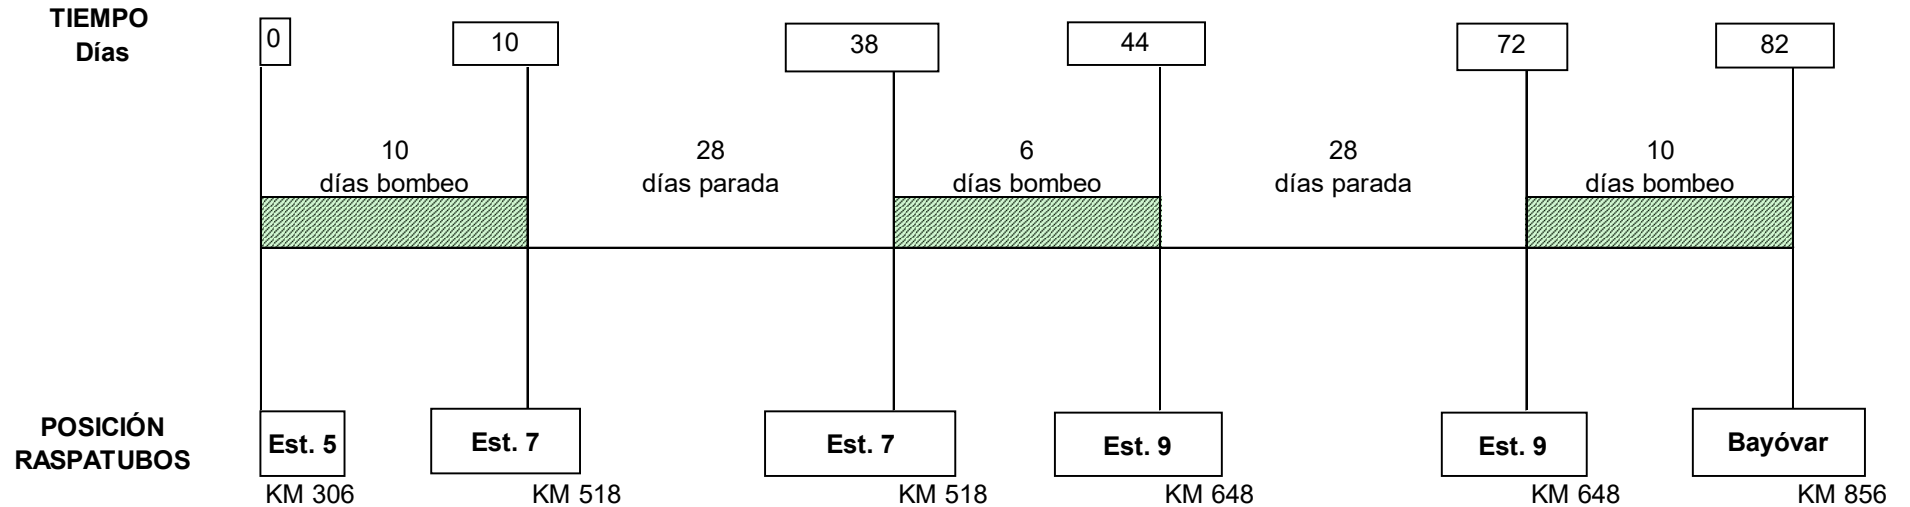 TIEMPO
Días
0
10
38
44
72
82
10
días bombeo
28
días parada
6
días bombeo
28
días parada
10
días bombeo
POSICIÓN
RASPATUBOS
Est. 5
Est. 7
Est. 7
Est. 9
Est. 9
Bayóvar
KM 306
KM 518
KM 518
KM 648
KM 648
KM 856